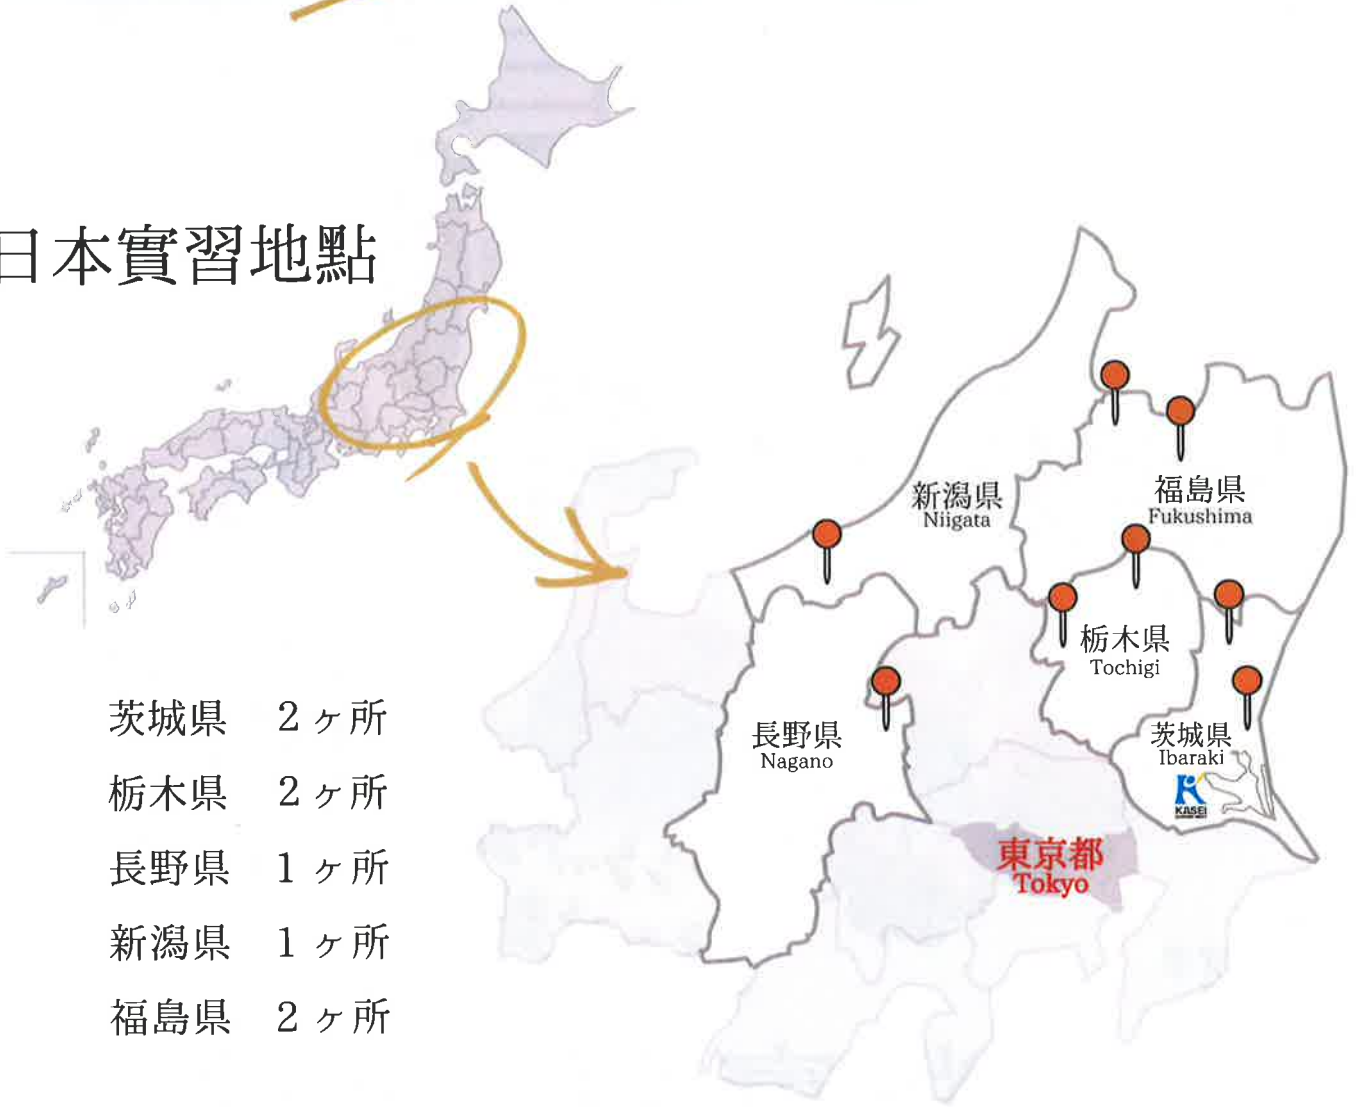 日本實習地點
新潟県
Niigata
福島県
Fukushima
栃木県
Tochigi
長野県
Nagano
茨城県
Ibaraki
KASEI
東京都
Tokyo
茨城県 2ヶ所
栃木県 2ヶ所
長野県 1ヶ所
新潟県 1ヶ所
福島県 2ヶ所